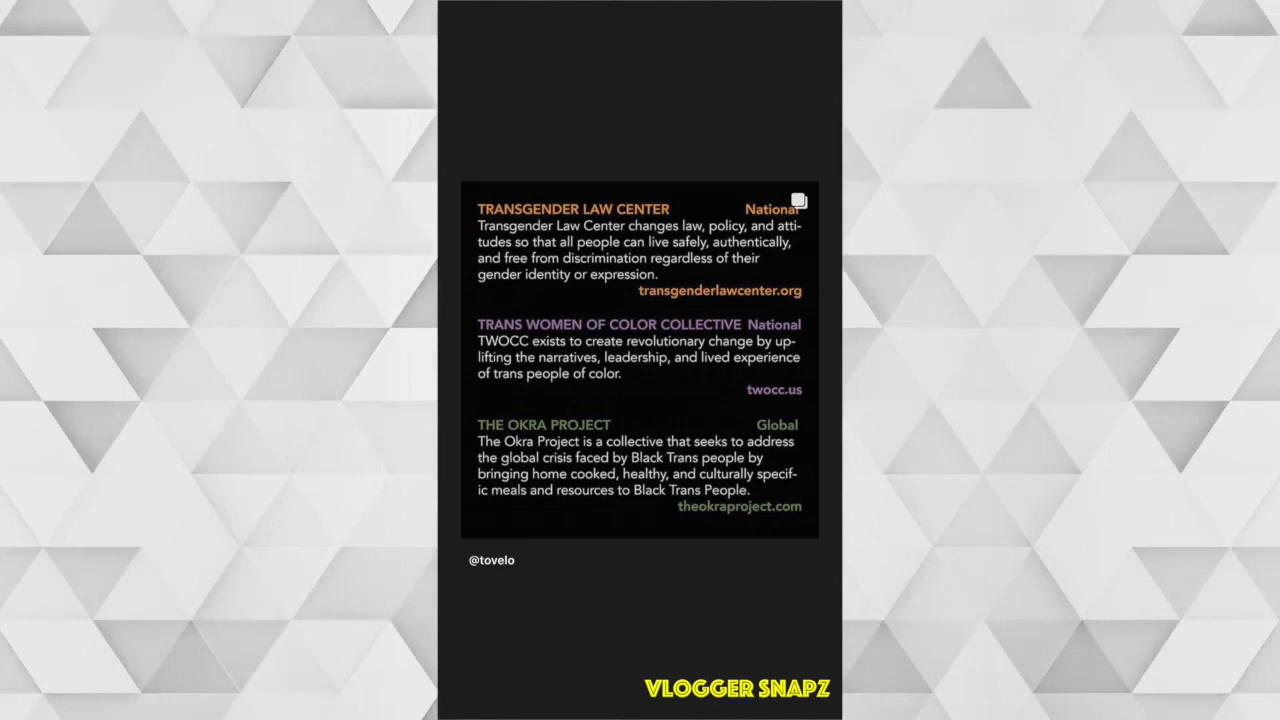 TRANSGENDER LAW CENTER National
Transgender Law Center changes law, policy, and atti-
tudes so that all people can live safely, authentically,
and free from discrimination regardless of their
gender identity or expression.
transgenderlawcenter.org
TRANS WOMEN OF COLOR COLLECTIVE National
TWOCC exists to create revolutionary change by up-
lifting the narratives, leadership, and lived experience
of trans people of color.
twocc.us
THE OKRA PROJECT Global
The Okra Project is a collective that seeks to address
the global crisis faced by Black Trans people by
bringing home cooked, healthy, and culturally specif-
ic meals and resources to Black Trans People.
theokraproject.com
@tovelo
VLOGGER SNAPZ